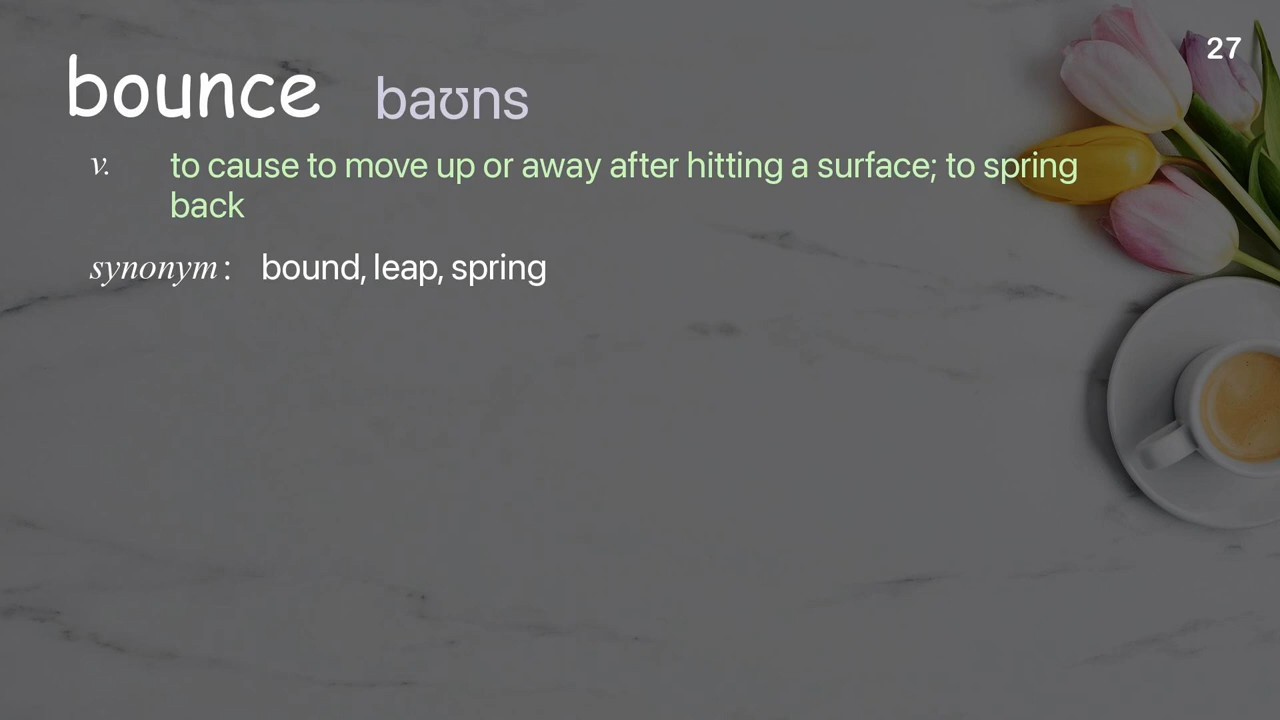 27
bounce baʊns
v. to cause to move up or away after hitting a surface; to spring
back
synonym: bound, leap, spring